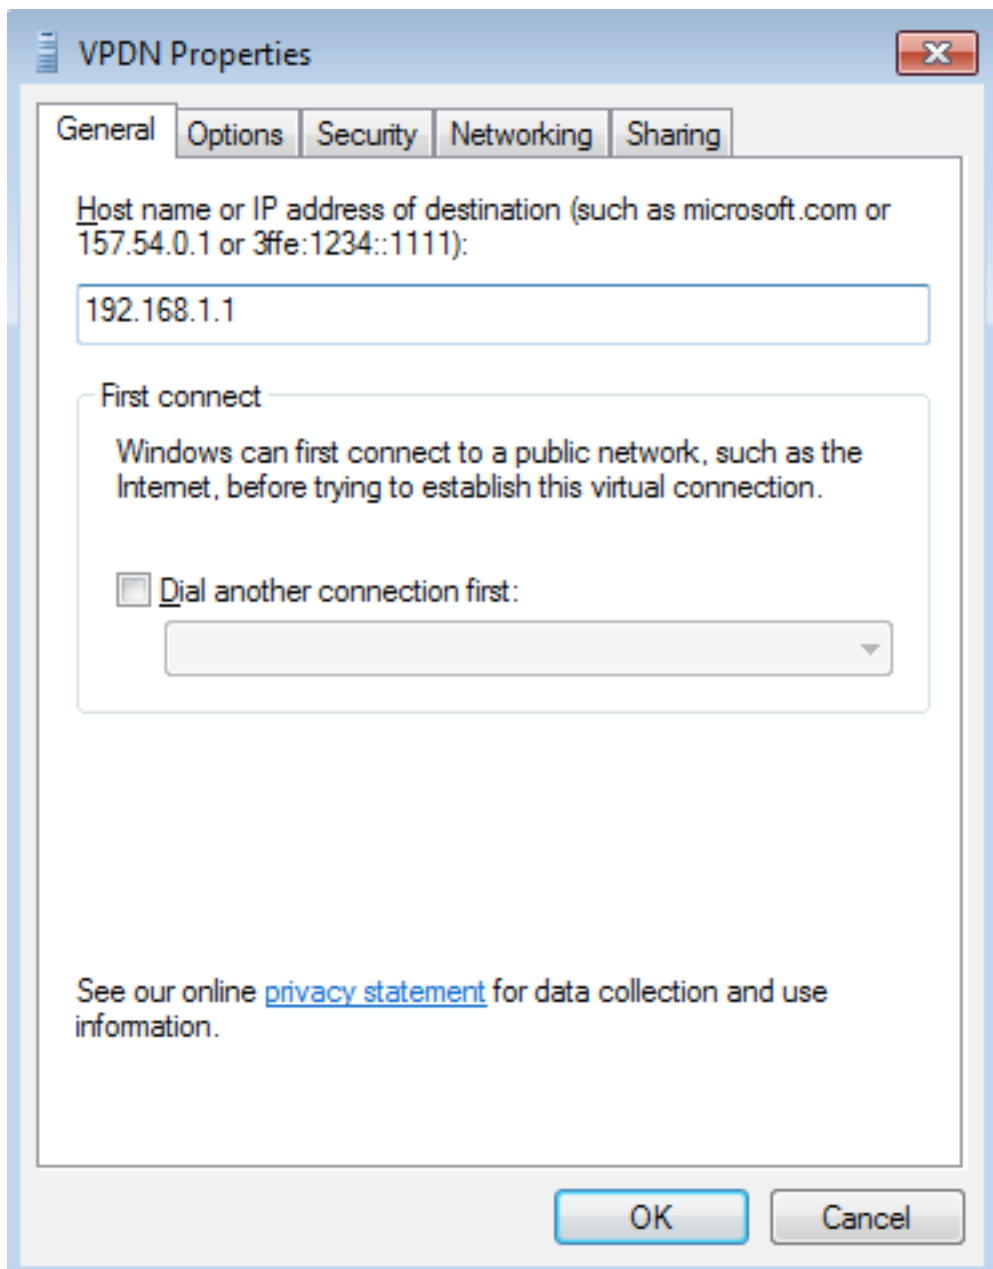 VPDN Properties
General Options Security Networking Sharing
Host name or IP address of destination (such as microsoft.com or
157.54.0.1 or 3ffe:1234::1111):
192.168.1.1
First connect
Windows can first connect to a public network, such as the
Internet, before trying to establish this virtual connection.
Dial another connection first:
See our online privacy statement for data collection and use
information.
OK Cancel